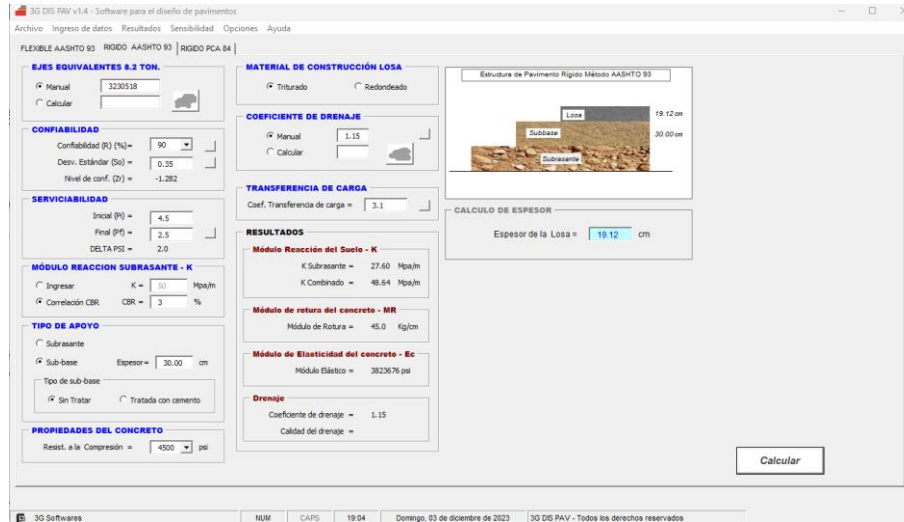 3G DIS PAV v1.4 - Software para el diseño de pavimentos
Archivo Ingreso de datos Resultados Sensibilidad Opciones Ayuda
FLEXIBLE AASHTO 93 RIGIDO AASHTO 93 RIGIDO PCA 84
EJES EQUIVALENTES 8.2 TON.
Manual 3230518
Calcular
CONFIABILIDAD
Confiabilidad (R) (%)= 90
Desv. Estándar (So) = 0.35
Nivel de conf. (Zr) = -1.282
SERVICIABILIDAD
Inicial (Pi) = 4.5
Final (Pf) = 2.5
DELTA PSI = 2.0
MÓDULO REACCION SUBRASANTE - K
Ingresar K = 50 Mpa/m
Correlación CBR CBR = 3 %
TIPO DE APOYO
Subrasante
Sub-base Espesor= 30.00 cm
Tipo de sub-base
Sin Tratar Tratada con cemento
PROPIEDADES DEL CONCRETO
Resist. a la Compresión = 4500 psi
MATERIAL DE CONSTRUCCIÓN LOSA
Triturado Redondeado
COEFICIENTE DE DRENAJE
Manual 1.15
Calcular
TRANSFERENCIA DE CARGA
Coef. Transferencia de carga = 3.1
RESULTADOS
Módulo Reacción del Suelo - K
K Subrasante = 27.60 Mpa/m
K Combinado = 48.64 Mpa/m
Módulo de rotura del concreto - MR
Módulo de Rotura = 45.0 Kg/cm
Módulo de Elasticidad del concreto - Ec
Módulo Elástico = 3823676 psi
Drenaje
Coeficiente de drenaje = 1.15
Calidad del drenaje =
Estructura de Pavimento Rígido Método AASHTO 93
Losa 19.12 cm
Subbase 30.00 cm
Subrasante
CALCULO DE ESPESOR
Espesor de la Losa = 19.12 cm
Calcular
3G Softwares NUM CAPS 19:04 Domingo, 03 de diciembre de 2023 3G DIS PAV - Todos los derechos reservados